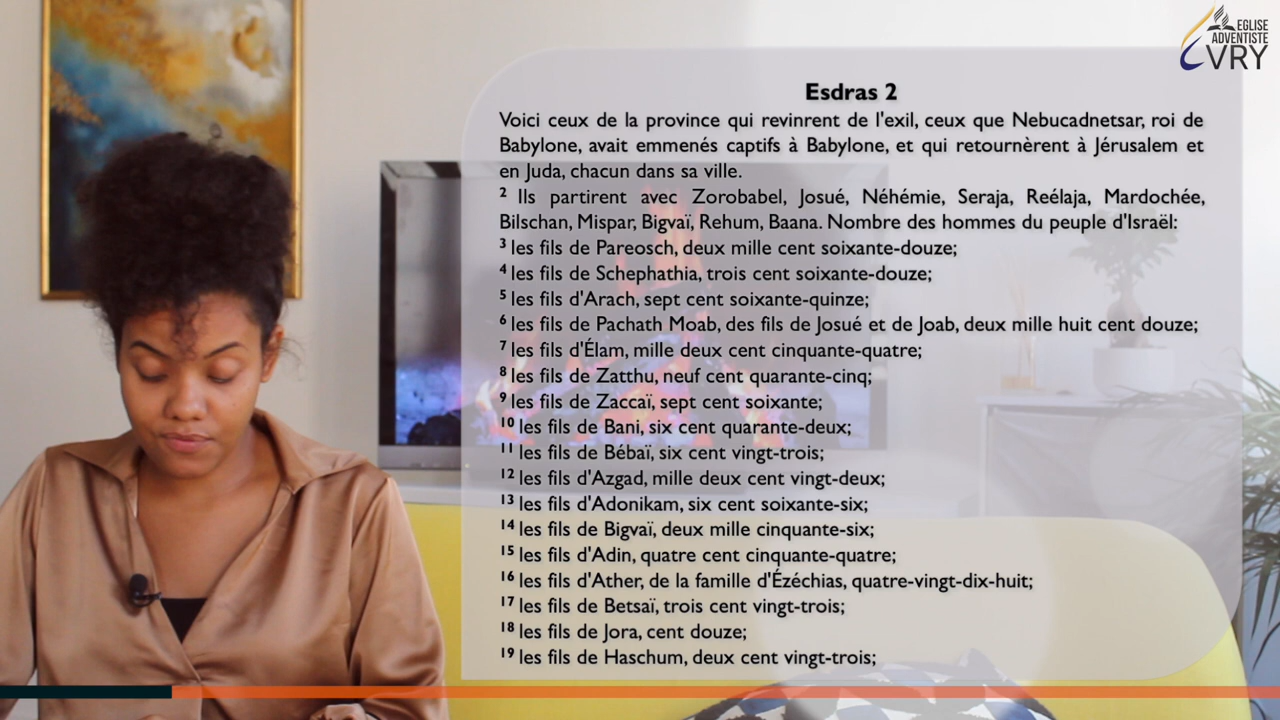 EGLISE
ADVENTISTE
VRY
Esdras 2
Voici ceux de la province qui revinrent de l'exil, ceux que Nebucadnetsar, roi de
Babylone, avait emmenés captifs à Babylone, et qui retournèrent à Jérusalem et
en Juda, chacun dans sa ville.
2 Ils partirent avec Zorobabel, Josué, Néhémie, Seraja, Reélaja, Mardochée,
Bilschan, Mispar, Bigvaï, Rehum, Baana. Nombre des hommes du peuple d'Israël:
3 les fils de Pareosch, deux mille cent soixante-douze;
4 les fils de Schephathia, trois cent soixante-douze;
5 les fils d'Arach, sept cent soixante-quinze;
6 les fils de Pachath Moab, des fils de Josué et de Joab, deux mille huit cent douze;
7 les fils d'Élam, mille deux cent cinquante-quatre;
8 les fils de Zatthu, neuf cent quarante-cinq;
9 les fils de Zaccaï, sept cent soixante;
10 les fils de Bani, six cent quarante-deux;
11 les fils de Bébaï, six cent vingt-trois;
12 les fils d'Azgad, mille deux cent vingt-deux;
13 les fils d'Adonikam, six cent soixante-six;
14 les fils de Bigvaï, deux mille cinquante-six;
15 les fils d'Adin, quatre cent cinquante-quatre;
16 les fils d'Ather, de la famille d'Ézéchias, quatre-vingt-dix-huit;
17 les fils de Betsaï, trois cent vingt-trois;
18 les fils de Jora, cent douze;
19 les fils de Haschum, deux cent vingt-trois;